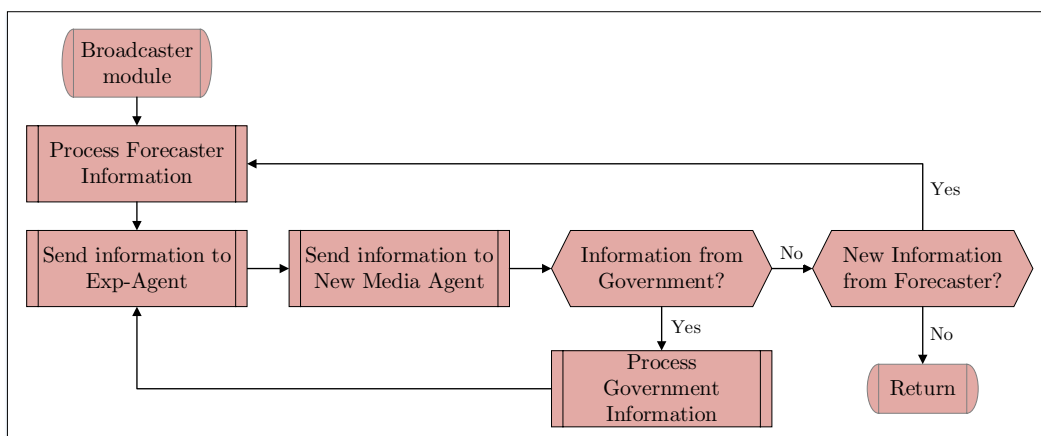 Broadcaster
module
Process Forecaster
Information
Yes
Send information to
Exp-Agent
Send information to
New Media Agent
Information from
Government?
No
New Information
from Forecaster?
Yes
No
Process
Government
Information
Return